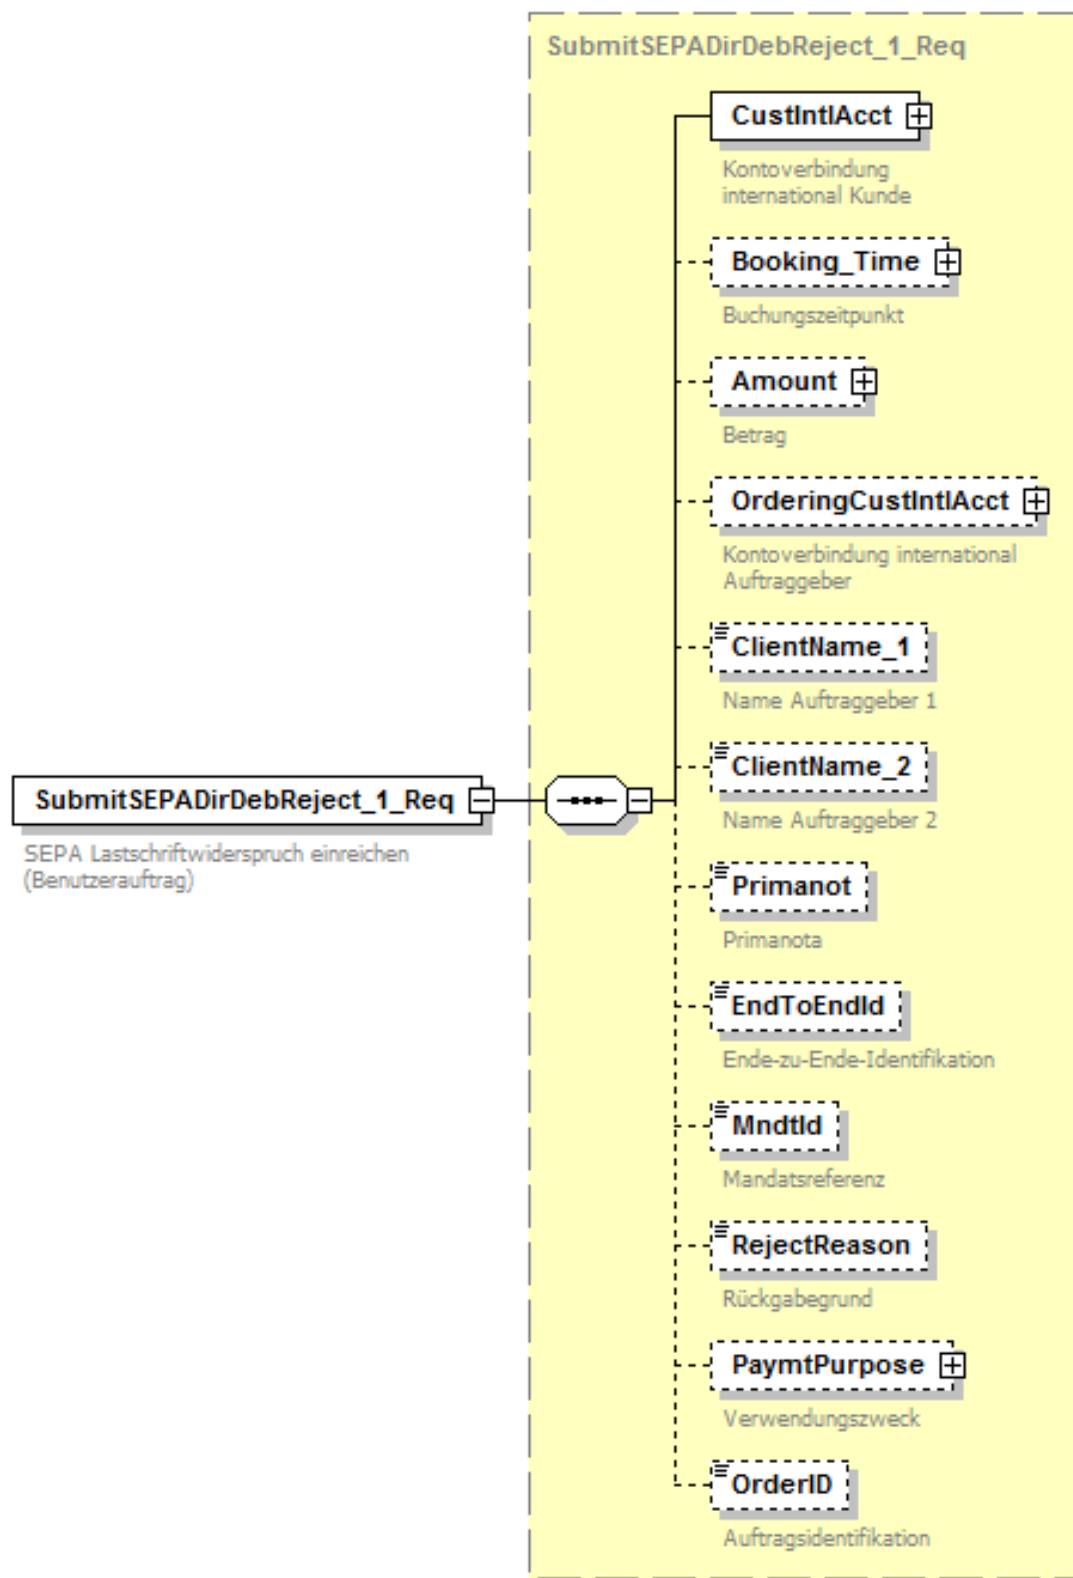 SubmitSEPADirDebReject_1_Req
CustIntlAcct
Kontoverbindung
international Kunde
Booking_Time
Buchungszeitpunkt
Amount
Betrag
OrderingCustIntlAcct
Kontoverbindung international
Auftraggeber
ClientName_1
Name Auftraggeber 1
ClientName_2
Name Auftraggeber 2
SubmitSEPADirDebReject_1_Req
SEPA Lastschriftwiderspruch einreichen
(Benutzerauftrag)
Primanot
Primanota
EndToEndId
Ende-zu-Ende-Identifikation
MndtId
Mandatsreferenz
RejectReason
Rückgabegrund
PaymtPurpose
Verwendungszweck
OrderID
Auftragsidentifikation